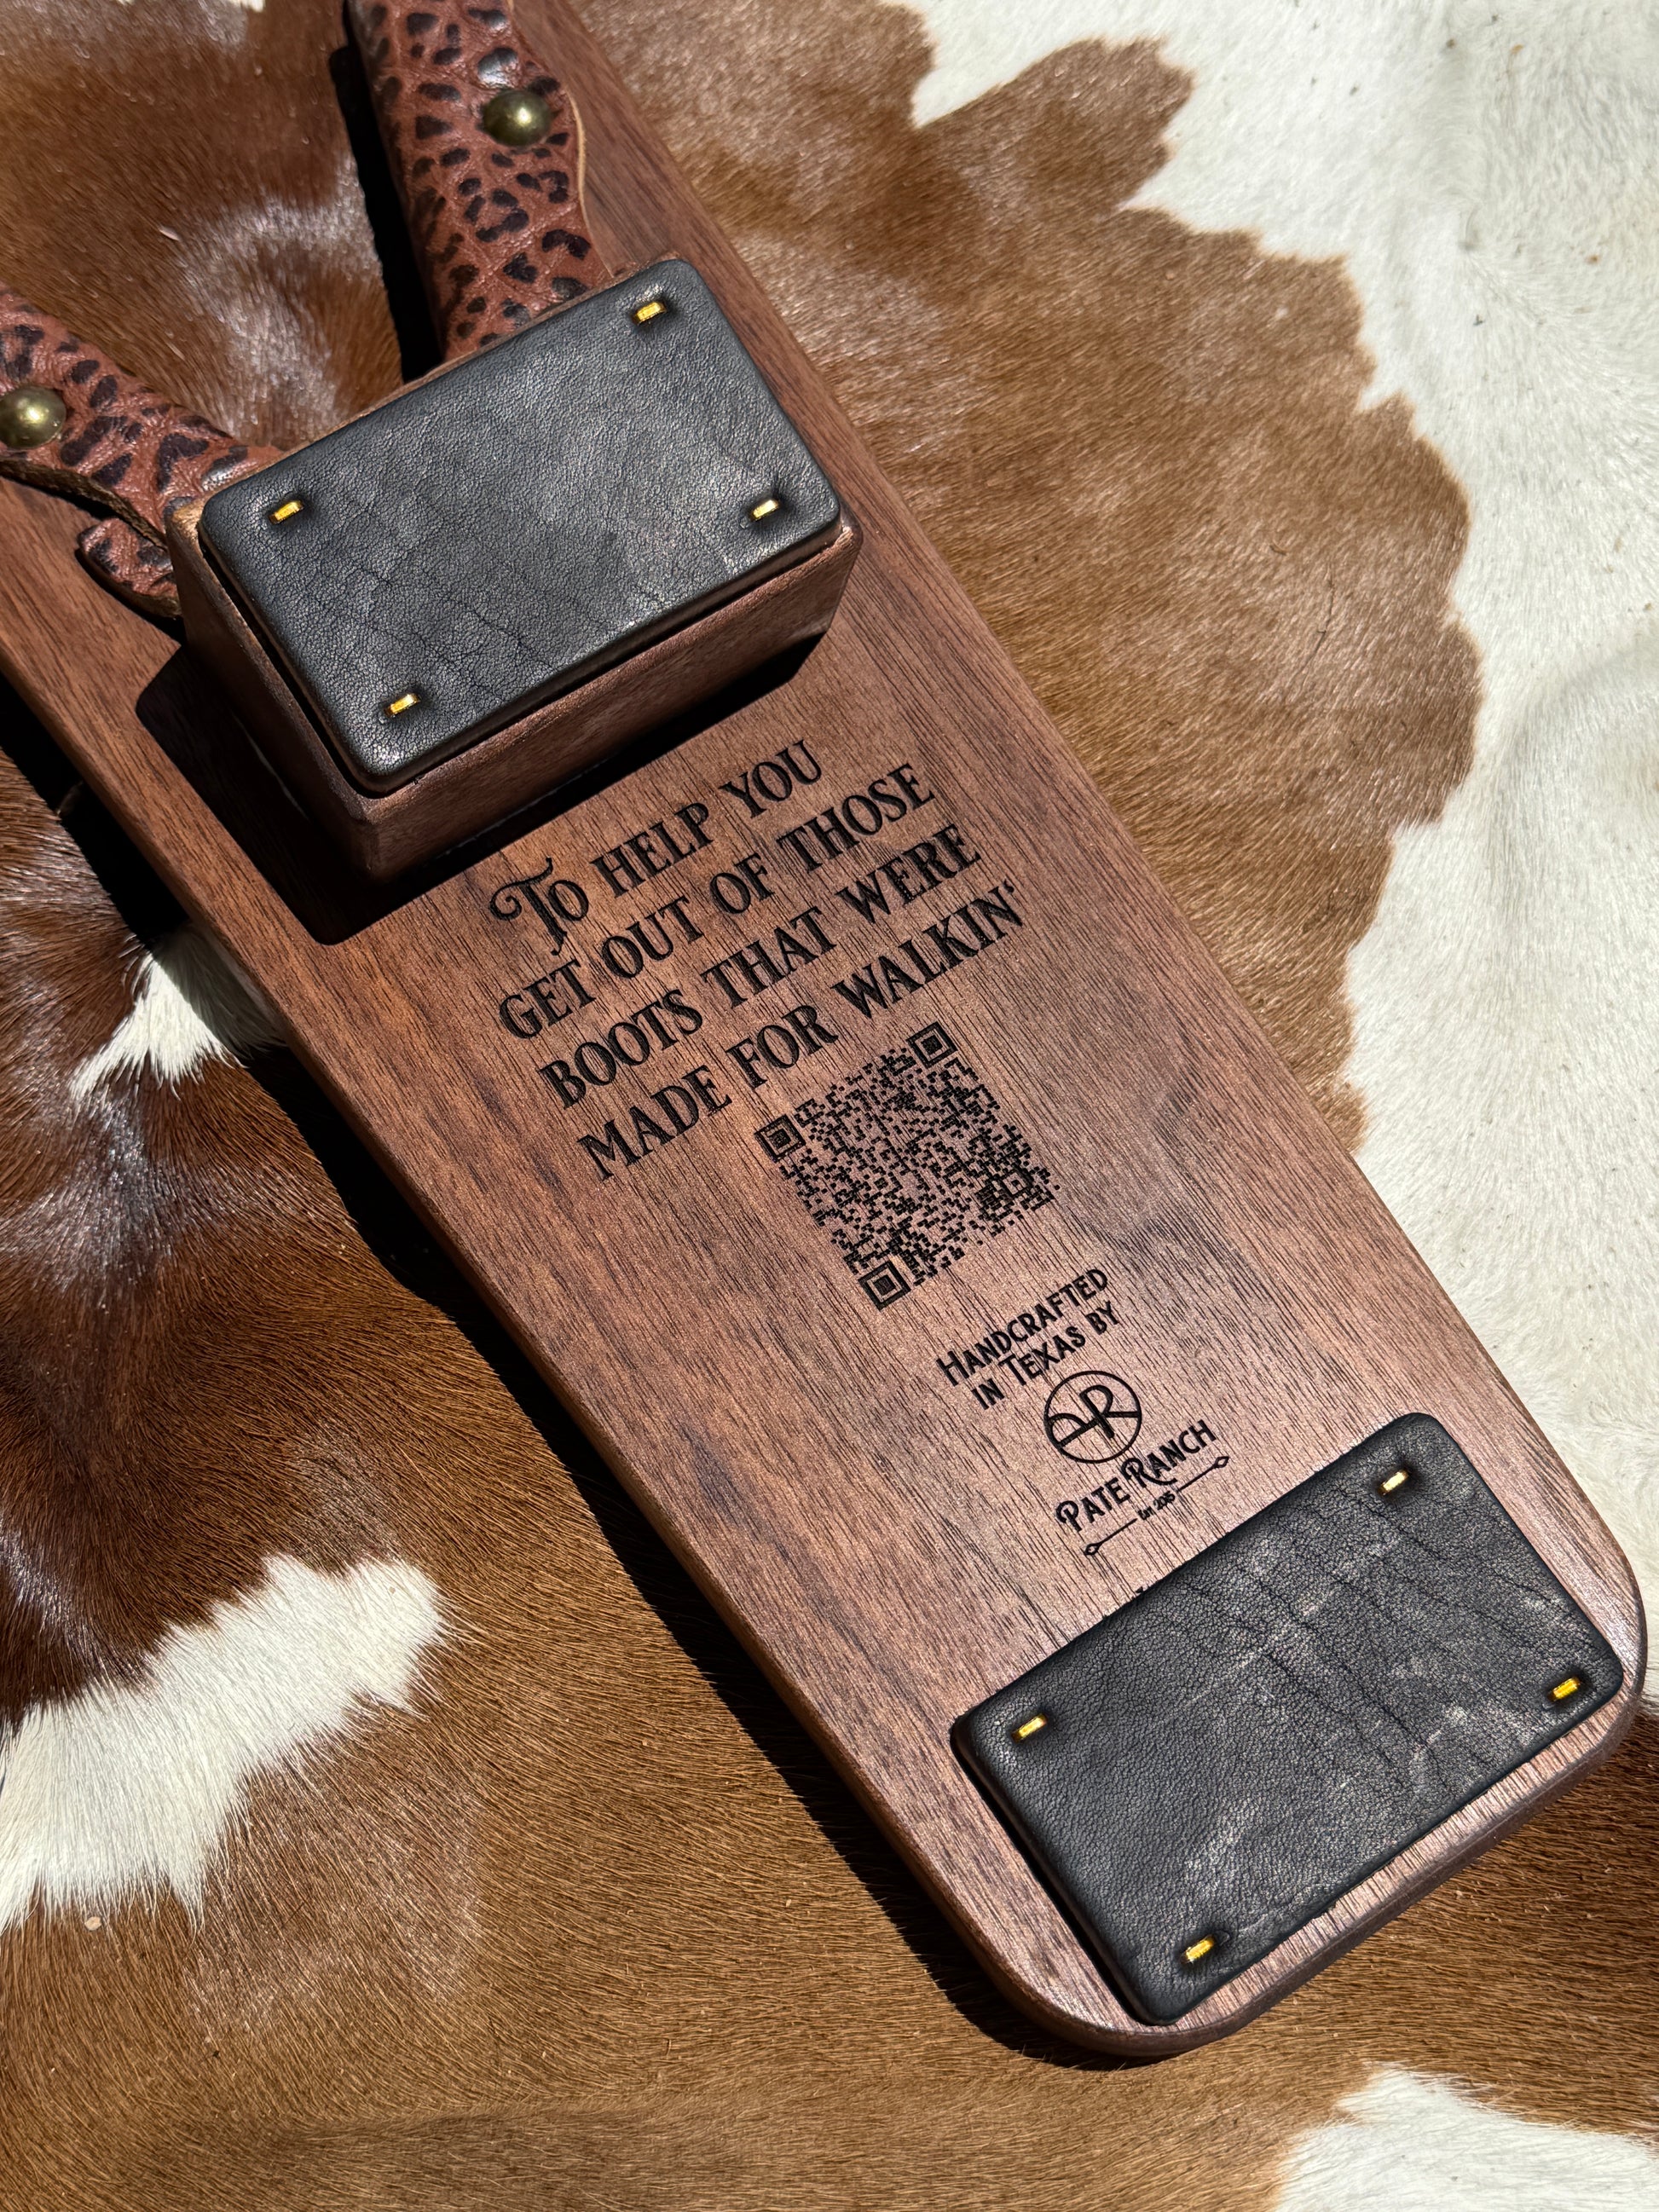 To HELP YOU
GET OUT OF THOSE
BOOTS THAT WERE
MADE FOR WALKIN'
HANDCRAFTED
IN TEXAS BY
PATE RANCH